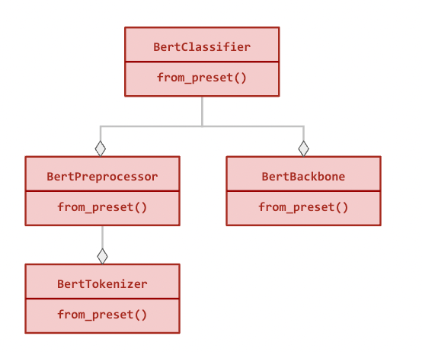 BertClassifier
from_preset()
BertPreprocessor
from_preset()
BertBackbone
from_preset()
BertTokenizer
from_preset()